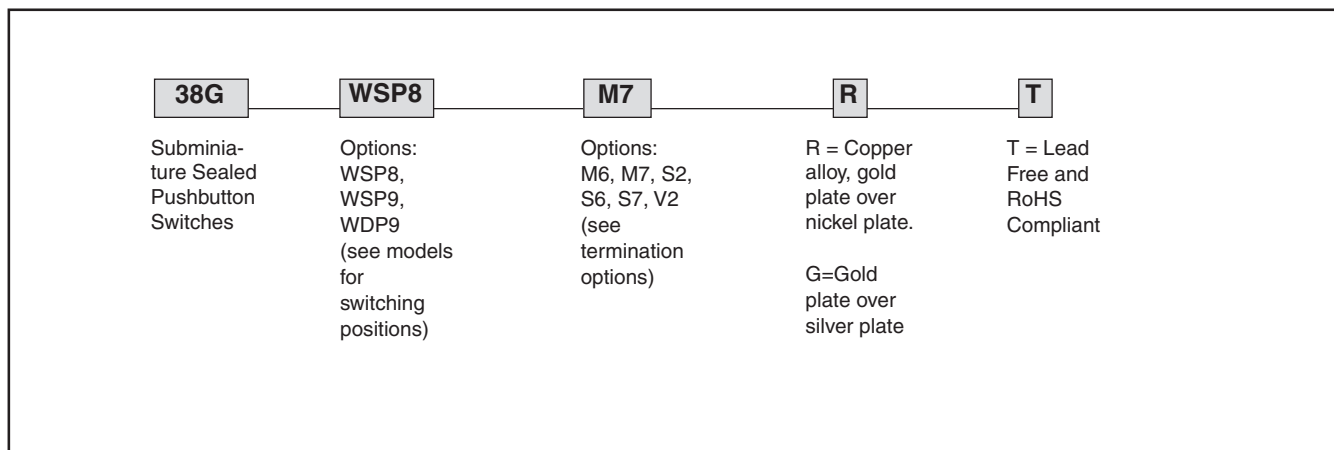 38G
WSP8
M7
R
T
Subminia-
ture Sealed
Pushbutton
Switches
Options:
WSP8,
WSP9,
WDP9
(see models
for
switching
positions)
Options:
M6, M7, S2,
S6, S7, V2
(see
termination
options)
R = Copper
alloy, gold
plate over
nickel plate.
G=Gold
plate over
silver plate
T = Lead
Free and
RoHS
Compliant